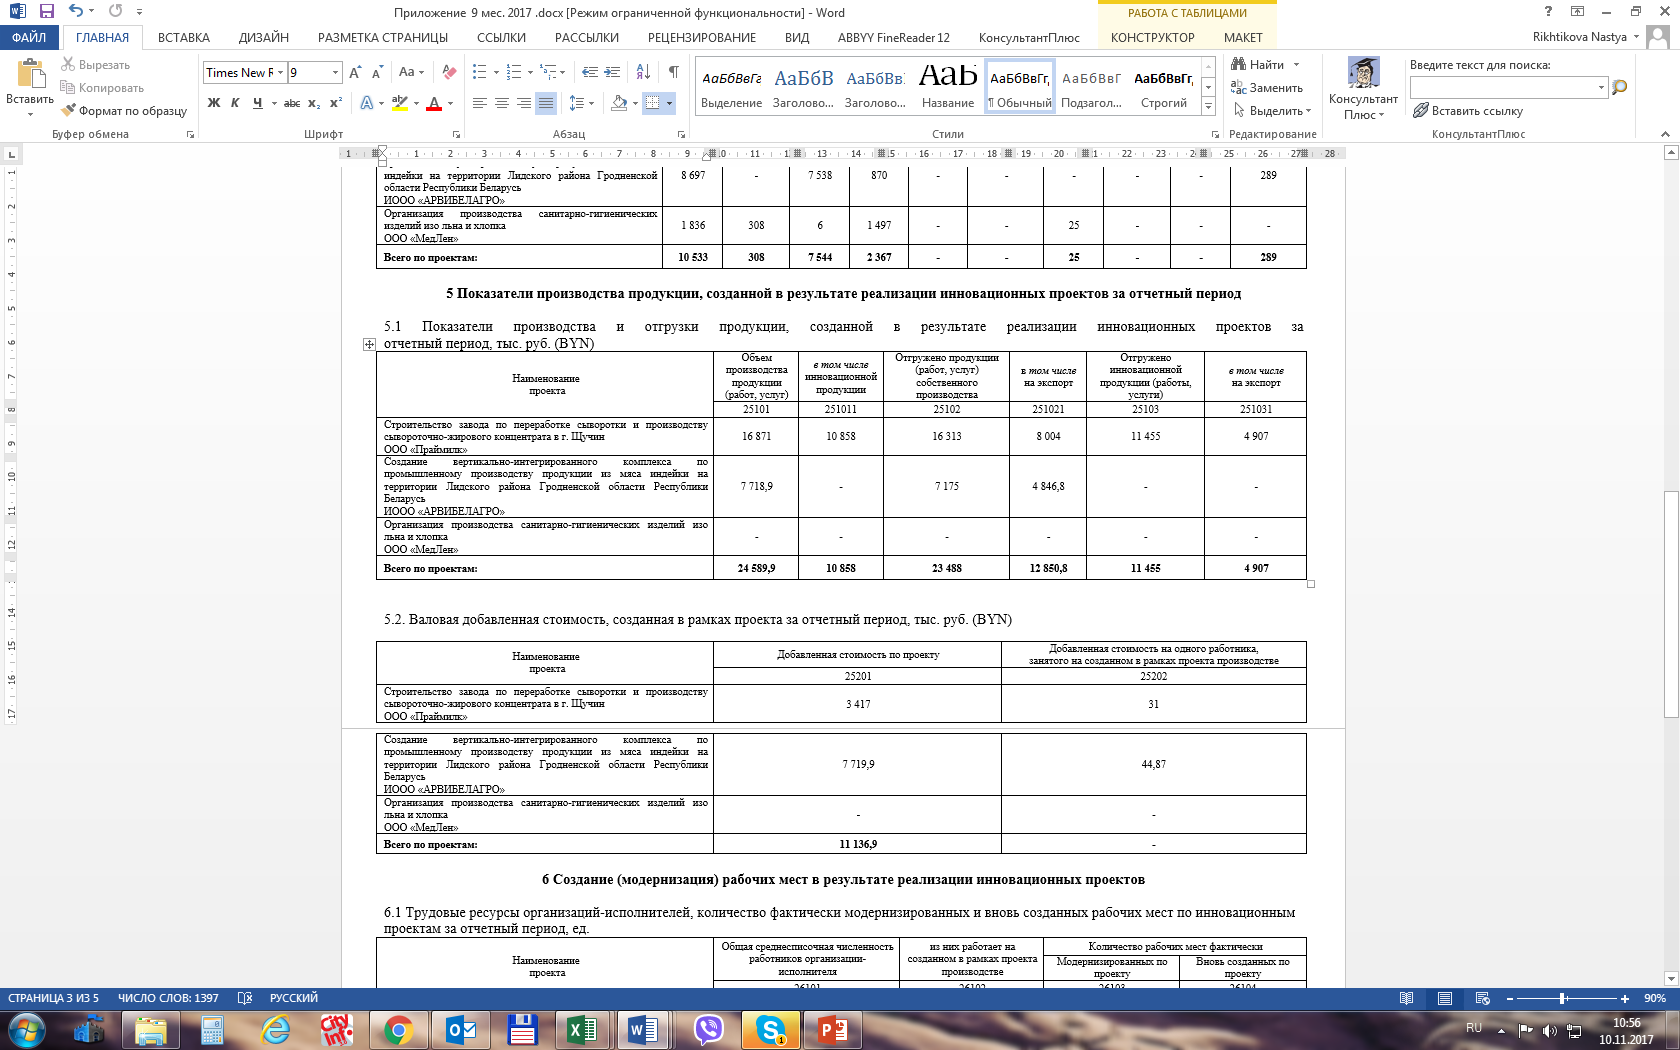 Приложение 9 мес. 2017 .docx [Режим ограниченной функциональности] - Word
РАБОТА С ТАБЛИЦАМИ
ФАЙЛ ГЛАВНАЯ ВСТАВКА ДИЗАЙН РАЗМЕТКА СТРАНИЦЫ ССЫЛКИ РАССЫЛКИ РЕЦЕНЗИРОВАНИЕ ВИД ABBYY FineReader 12 КонсультантПлюс КОНСТРУКТОР МАКЕТ Rikhtikova Nastya
Вставить
Вырезать
Копировать
Формат по образцу
Буфер обмена
Times New R 9
Ж К Ч abc x₂ x²
Шрифт
Абзац
АаБбВвГг АаБбВ АаБбВв АаБ АаБбВвГг, АаБбВвГ АаБбВвГг,
Выделение Заголово... Заголово... Название ¶ Обычный Подзагол... Строгий
Стили
Найти
Заменить
Выделить
Редактирование
Консультант Плюс
Введите текст для поиска:
Вставить ссылку
КонсультантПлюс
индейки на территории Лидского района Гродненской
области Республики Беларусь
ИООО «АРВИБЕЛАГРО»
8 697 - 7 538 870 - - - - - 289
Организация производства санитарно-гигиенических
изделий изо льна и хлопка
ООО «МедЛен»
1 836 308 6 1 497 - - 25 - - -
Всего по проектам: 10 533 308 7 544 2 367 - - 25 - - 289
5 Показатели производства продукции, созданной в результате реализации инновационных проектов за отчетный период
5.1 Показатели производства и отгрузки продукции, созданной в результате реализации инновационных проектов за
отчетный период, тыс. руб. (BYN)
Наименование
проекта
Объем
производства
продукции
(работ, услуг)
в том числе
инновационной
продукции
Отгружено продукции
(работ, услуг)
собственного
производства
в том числе
на экспорт
Отгружено
инновационной
продукции (работы,
услуги)
в том числе
на экспорт
25101 251011 25102 251021 25103 251031
Строительство завода по переработке сыворотки и производству
сывороточно-жирового концентрата в г. Щучин
ООО «Праймилк»
16 871 10 858 16 313 8 004 11 455 4 907
Создание вертикально-интегрированного комплекса по
промышленному производству продукции из мяса индейки на
территории Лидского района Гродненской области Республики
Беларусь
ИООО «АРВИБЕЛАГРО»
7 718,9 - 7 175 4 846,8 - -
Организация производства санитарно-гигиенических изделий изо
льна и хлопка
ООО «МедЛен»
- - - - - -
Всего по проектам: 24 589,9 10 858 23 488 12 850,8 11 455 4 907
5.2. Валовая добавленная стоимость, созданная в рамках проекта за отчетный период, тыс. руб. (BYN)
Наименование
проекта
Добавленная стоимость по проекту
Добавленная стоимость на одного работника,
занятого на созданном в рамках проекта производстве
25201 25202
Строительство завода по переработке сыворотки и производству
сывороточно-жирового концентрата в г. Щучин
ООО «Праймилк»
3 417 31
Создание вертикально-интегрированного комплекса по
промышленному производству продукции из мяса индейки на
территории Лидского района Гродненской области Республики
Беларусь
ИООО «АРВИБЕЛАГРО»
7 719,9 44,87
Организация производства санитарно-гигиенических изделий изо
льна и хлопка
ООО «МедЛен»
- -
Всего по проектам: 11 136,9 -
6 Создание (модернизация) рабочих мест в результате реализации инновационных проектов
6.1 Трудовые ресурсы организаций-исполнителей, количество фактически модернизированных и вновь созданных рабочих мест по инновационным
проектам за отчетный период, ед.
Наименование
проекта
Общая среднесписочная численность
работников организации-
исполнителя
из них работает на
созданном в рамках проекта
производстве
Количество рабочих мест фактически
Модернизированных по
проекту
Вновь созданных по
проекту
26101 26102 26103 26104
СТРАНИЦА 3 ИЗ 5 ЧИСЛО СЛОВ: 1397 РУССКИЙ 90%
RU 10:56
10.11.2017